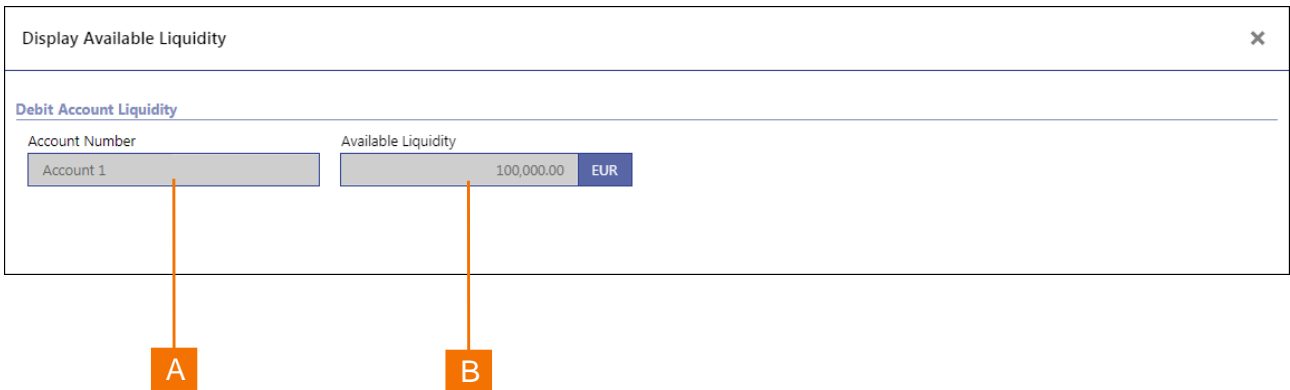 Display Available Liquidity
Debit Account Liquidity
Account Number Available Liquidity
Account 1 100,000.00 EUR
A B